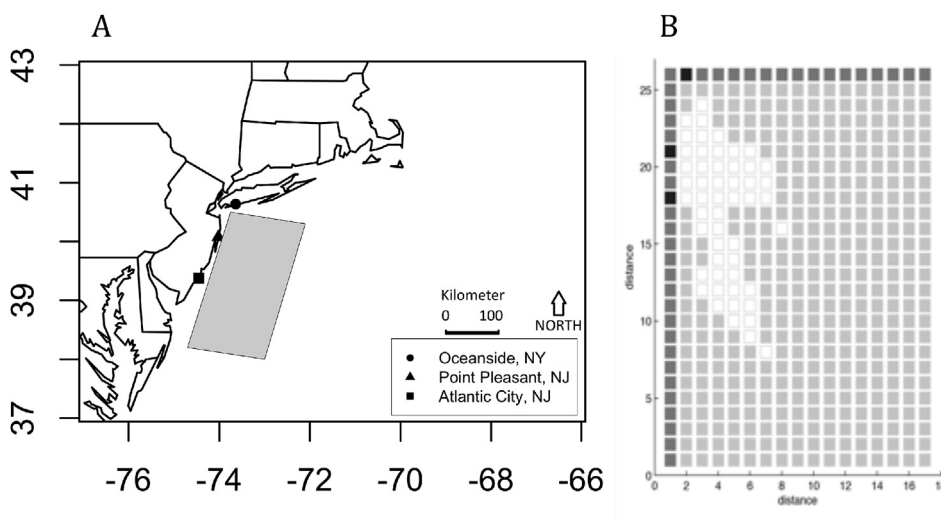 A
B
43
41
39
37
-76
-74
-72
-70
-68
-66
Kilometer
0 100
NORTH
Oceanside, NY
Point Pleasant, NJ
Atlantic City, NJ
distance
25
20
15
10
5
0
0 2 4 6 8 10 12 14 16 18
distance